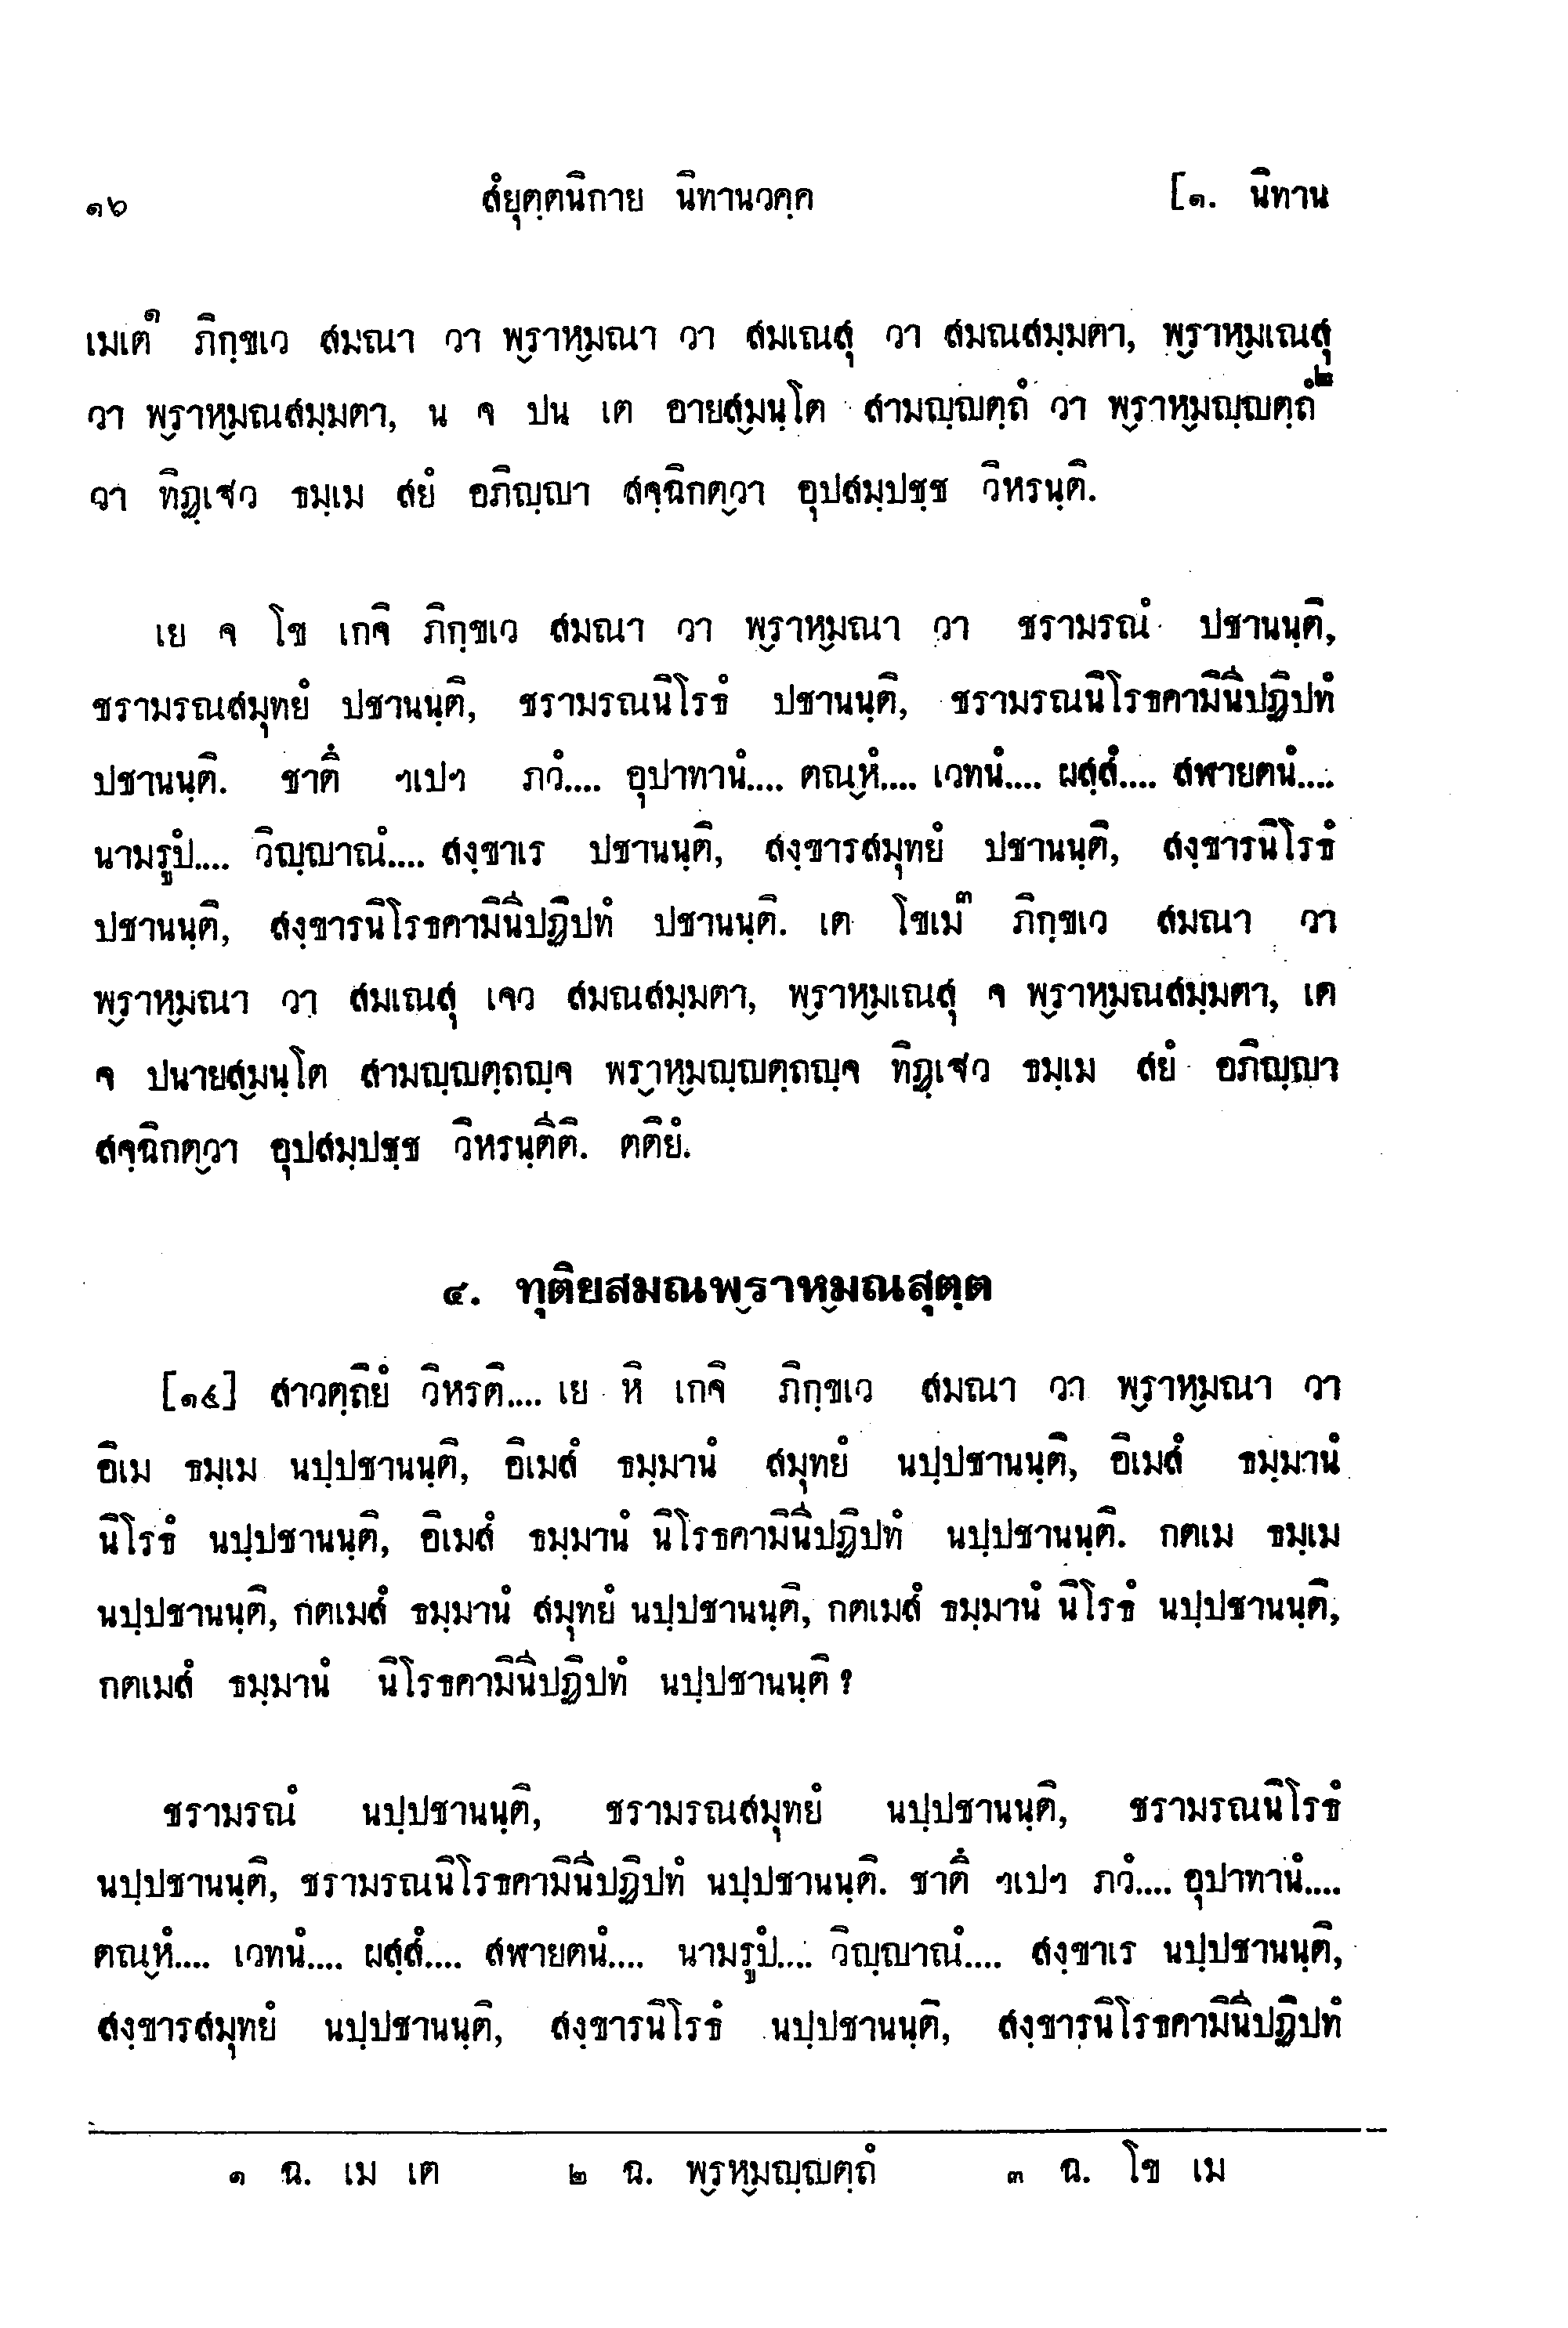 ๑๖ สํยุตฺตนิกาย นิทานวคฺค [๑. นิทาน
เมเต๑ ภิกฺขเว สมณา วา พฺราหฺมณา วา สมเณสุ วา สมณสมฺมตา, พฺราหฺมเณสุ
วา พฺราหฺมณสมฺมตา, น จ ปน เต อายสฺมนฺโต สามญฺญตฺถํ วา พฺราหฺมญฺญตฺถํ๒
วา ทิฏฺเฐว ธมฺเม สยํ อภิญฺญา สจฺฉิกตฺวา อุปสมฺปชฺช วิหรนฺติ.
เย จ โข เกจิ ภิกฺขเว สมณา วา พฺราหฺมณา วา ชรามรณํ ปชานนฺติ,
ชรามรณสมุทยํ ปชานนฺติ, ชรามรณนิโรธํ ปชานนฺติ, ชรามรณนิโรธคามินีปฏิปทํ
ปชานนฺติ. ชาตึ ฯเปฯ ภวํ.... อุปาทานํ.... ตณฺหํ.... เวทนํ.... ผสฺสํ.... สฬายตนํ....
นามรูปํ.... วิญฺญาณํ.... สงฺขาเร ปชานนฺติ, สงฺขารสมุทยํ ปชานนฺติ, สงฺขารนิโรธํ
ปชานนฺติ, สงฺขารนิโรธคามินีปฏิปทํ ปชานนฺติ. เต โขเม๓ ภิกฺขเว สมณา วา
พฺราหฺมณา วา สมเณสุ เจว สมณสมฺมตา, พฺราหฺมเณสุ จ พฺราหฺมณสมฺมตา, เต
จ ปนายสฺมนฺโต สามญฺญตฺถญฺจ พฺราหฺมญฺญตฺถญฺจ ทิฏฺเฐว ธมฺเม สยํ อภิญฺญา
สจฺฉิกตฺวา อุปสมฺปชฺช วิหรนฺตีติ. ตติยํ.
๔. ทุติยสมณพฺราหฺมณสุตฺต
[๑๔] สาวตฺถิยํ วิหรติ.... เย หิ เกจิ ภิกฺขเว สมณา วา พฺราหฺมณา วา
อิเม ธมฺเม นปฺปชานนฺติ, อิเมสํ ธมฺมานํ สมุทยํ นปฺปชานนฺติ, อิเมสํ ธมฺมานํ
นิโรธํ นปฺปชานนฺติ, อิเมสํ ธมฺมานํ นิโรธคามินีปฏิปทํ นปฺปชานนฺติ. กตเม ธมฺเม
นปฺปชานนฺติ, กตเมสํ ธมฺมานํ สมุทยํ นปฺปชานนฺติ, กตเมสํ ธมฺมานํ นิโรธํ นปฺปชานนฺติ,
กตเมสํ ธมฺมานํ นิโรธคามินีปฏิปทํ นปฺปชานนฺติ ?
ชรามรณํ นปฺปชานนฺติ, ชรามรณสมุทยํ นปฺปชานนฺติ, ชรามรณนิโรธํ
นปฺปชานนฺติ, ชรามรณนิโรธคามินีปฏิปทํ นปฺปชานนฺติ. ชาตึ ฯเปฯ ภวํ.... อุปาทานํ....
ตณฺหํ.... เวทนํ.... ผสฺสํ.... สฬายตนํ.... นามรูปํ.... วิญฺญาณํ.... สงฺขาเร นปฺปชานนฺติ,
สงฺขารสมุทยํ นปฺปชานนฺติ, สงฺขารนิโรธํ นปฺปชานนฺติ, สงฺขารนิโรธคามินีปฏิปทํ
๑ ฉ. เม เต ๒ ฉ. พฺรหฺมญฺญตฺถํ ๓ ฉ. โข เม